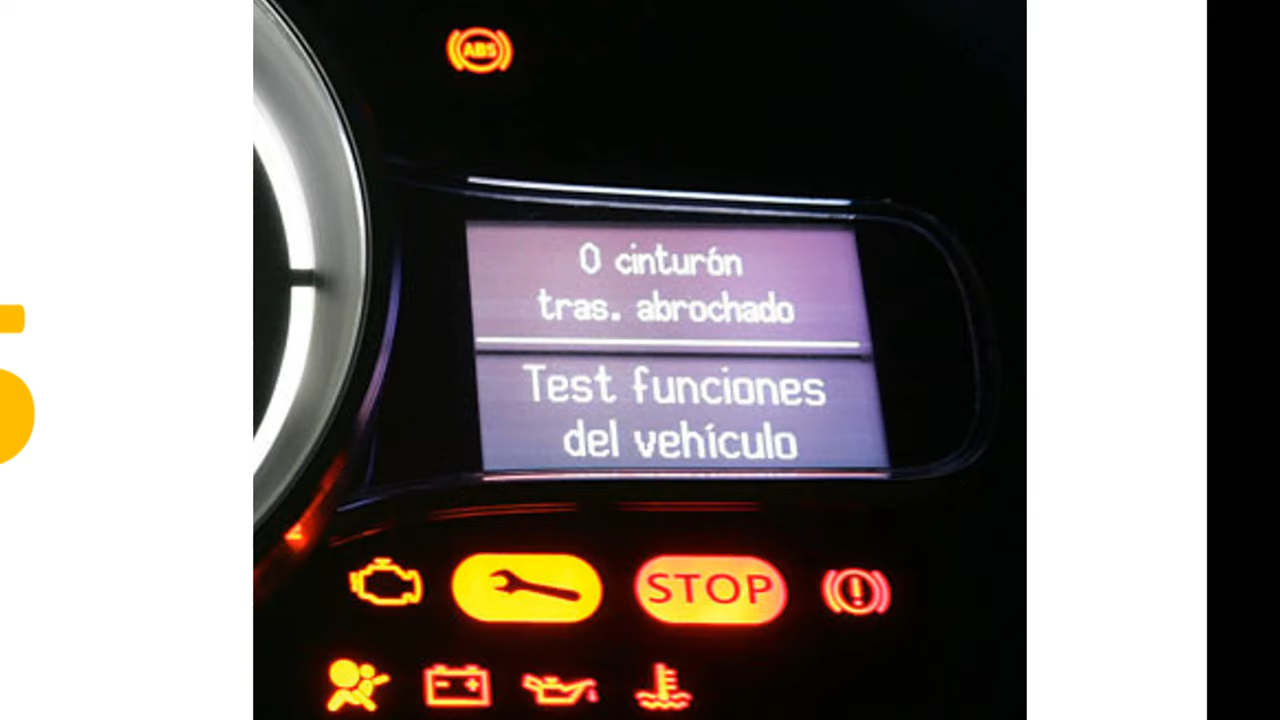 ABS
0 cinturón
tras. abrochado
Test funciones
del vehículo
STOP